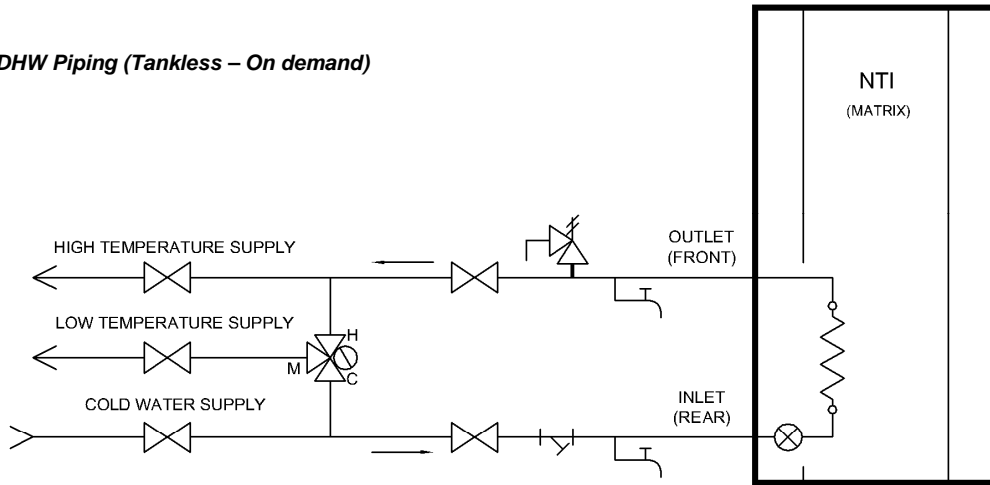 DHW Piping (Tankless – On demand)
NTI
(MATRIX)
OUTLET
(FRONT)
HIGH TEMPERATURE SUPPLY
LOW TEMPERATURE SUPPLY
H
M
C
COLD WATER SUPPLY
INLET
(REAR)